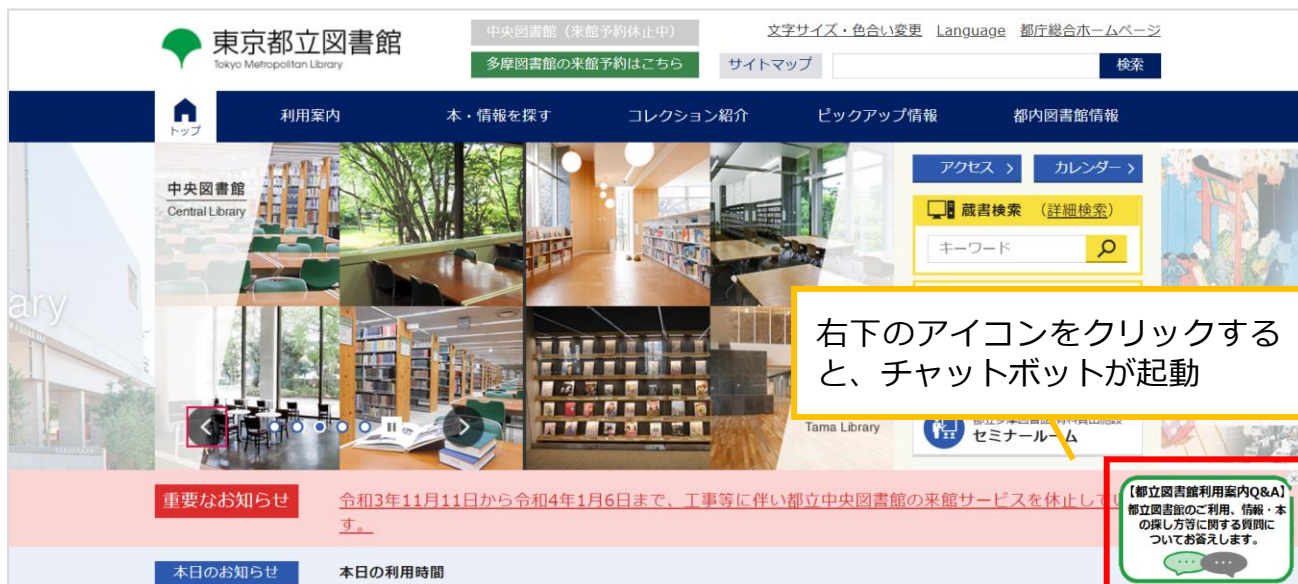 東京都立図書館
Tokyo Metropolitan Library
中央図書館（来館予約休止中）
多摩図書館の来館予約はこちら
文字サイズ・色合い変更 Language 都庁総合ホームページ
サイトマップ
検索
トップ
利用案内
本・情報を探す
コレクション紹介
ピックアップ情報
都内図書館情報
中央図書館
Central Library
ary
アクセス
カレンダー
蔵書検索 （詳細検索）
キーワード
右下のアイコンをクリックする
と、チャットボットが起動
Tama Library
セミナールーム
重要なお知らせ
令和3年11月11日から令和4年1月6日まで、工事等に伴い都立中央図書館の来館サービスを休止して
す。
【都立図書館利用案内Q&A】
都立図書館のご利用、情報・本
の探し方等に関する質問に
ついてお答えします。
本日のお知らせ
本日の利用時間